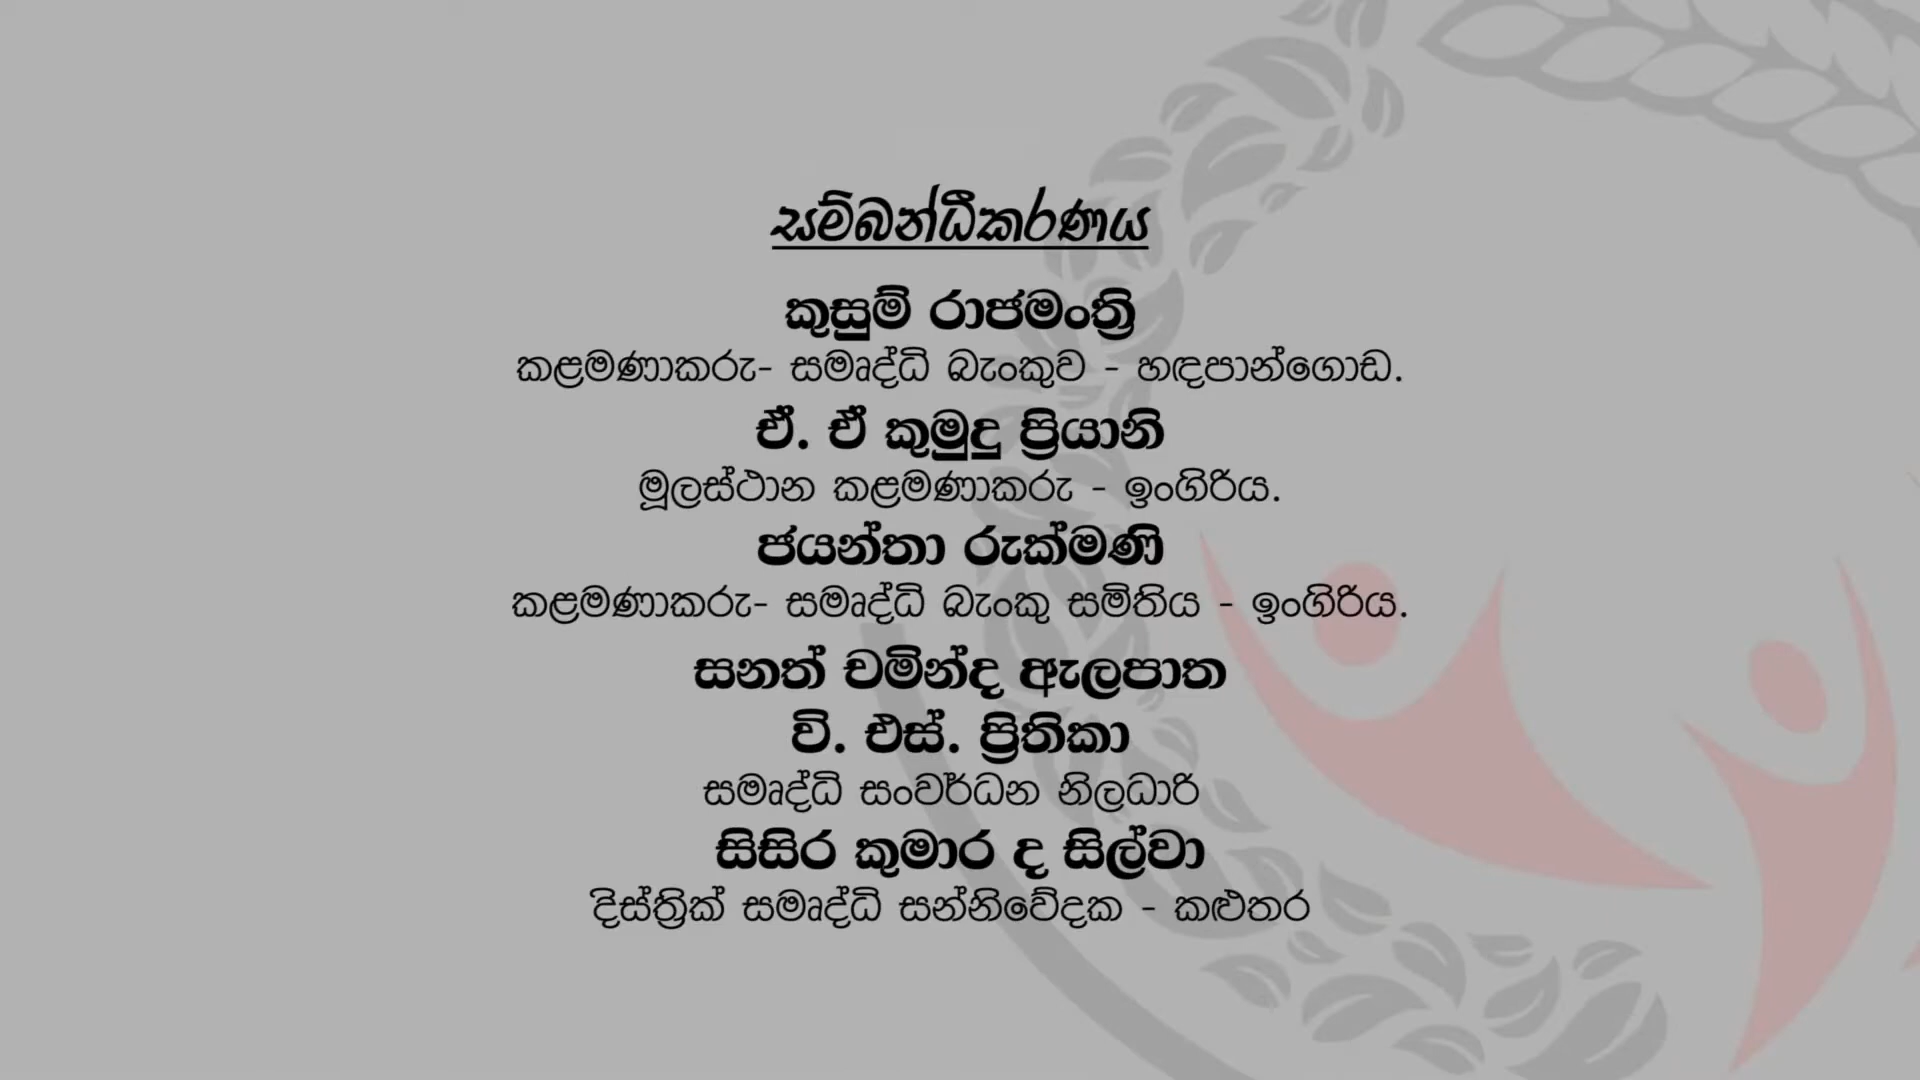 සම්බන්ධීකරණය
කුසුම් රාජමංත්‍රි
කළමණාකරු- සමෘද්ධි බැංකුව - හඳපාන්ගොඩ.
ඒ. ඒ කුමුදු ප්‍රියානි
මූලස්ථාන කළමණාකරු - ඉංගිරිය.
ජයන්තා රුක්මණි
කළමණාකරු- සමෘද්ධි බැංකු සමිතිය - ඉංගිරිය.
සනත් චමින්ද ඇලපාත
වි. එස්. ප්‍රිතිකා
සමෘද්ධි සංවර්ධන නිලධාරි
සිසිර කුමාර ද සිල්වා
දිස්ත්‍රික් සමෘද්ධි සන්නිවේදක - කළුතර